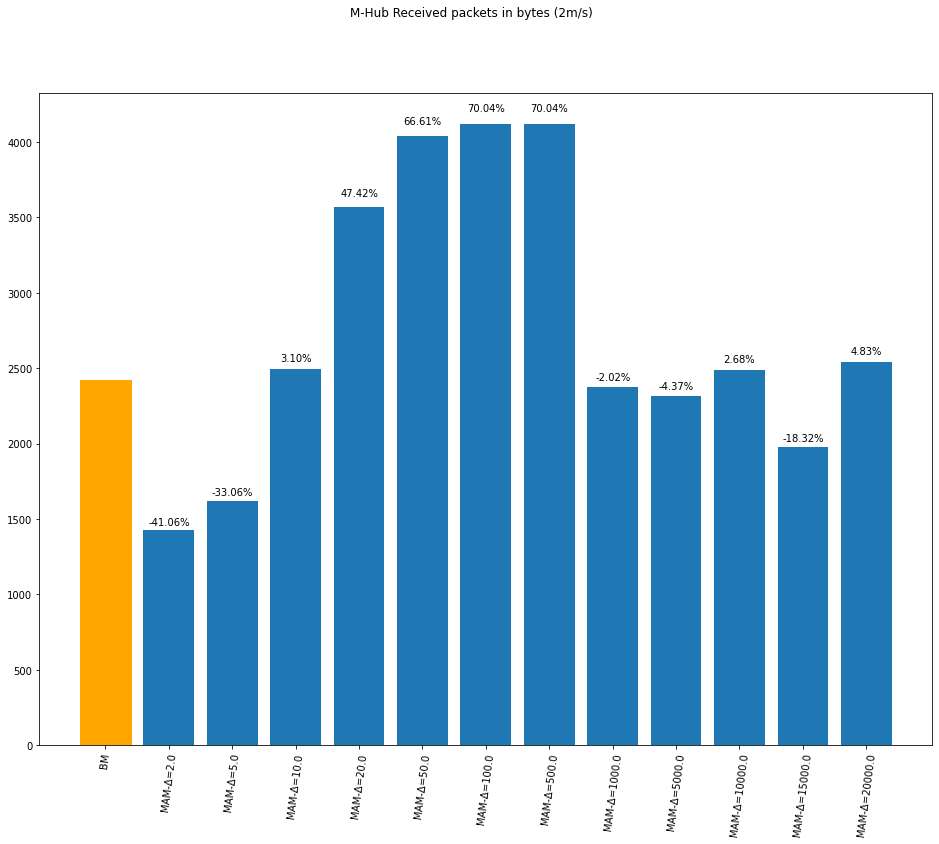 M-Hub Received packets in bytes (2m/s)
4000
3500
3000
2500
2000
1500
1000
500
0
-41.06%
-33.06%
3.10%
47.42%
66.61%
70.04%
70.04%
-2.02%
-4.37%
2.68%
-18.32%
4.83%
BM
MAM-Δ=2.0
MAM-Δ=5.0
MAM-Δ=10.0
MAM-Δ=20.0
MAM-Δ=50.0
MAM-Δ=100.0
MAM-Δ=500.0
MAM-Δ=1000.0
MAM-Δ=5000.0
MAM-Δ=10000.0
MAM-Δ=15000.0
MAM-Δ=20000.0